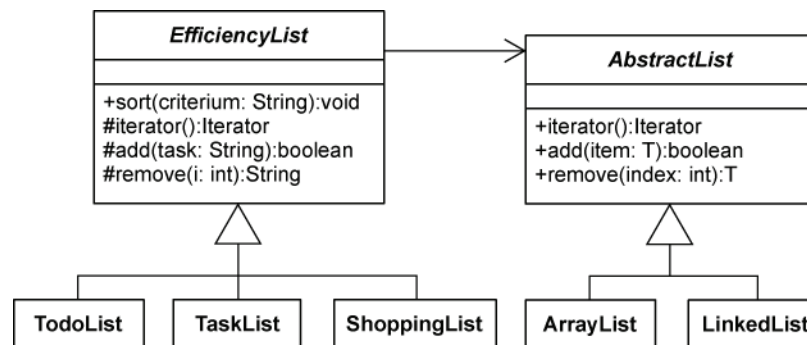 EfficiencyList
+sort(criterium: String):void
#iterator():Iterator
#add(task: String):boolean
#remove(i: int):String
AbstractList
+iterator():Iterator
+add(item: T):boolean
+remove(index: int):T
TodoList
TaskList
ShoppingList
ArrayList
LinkedList